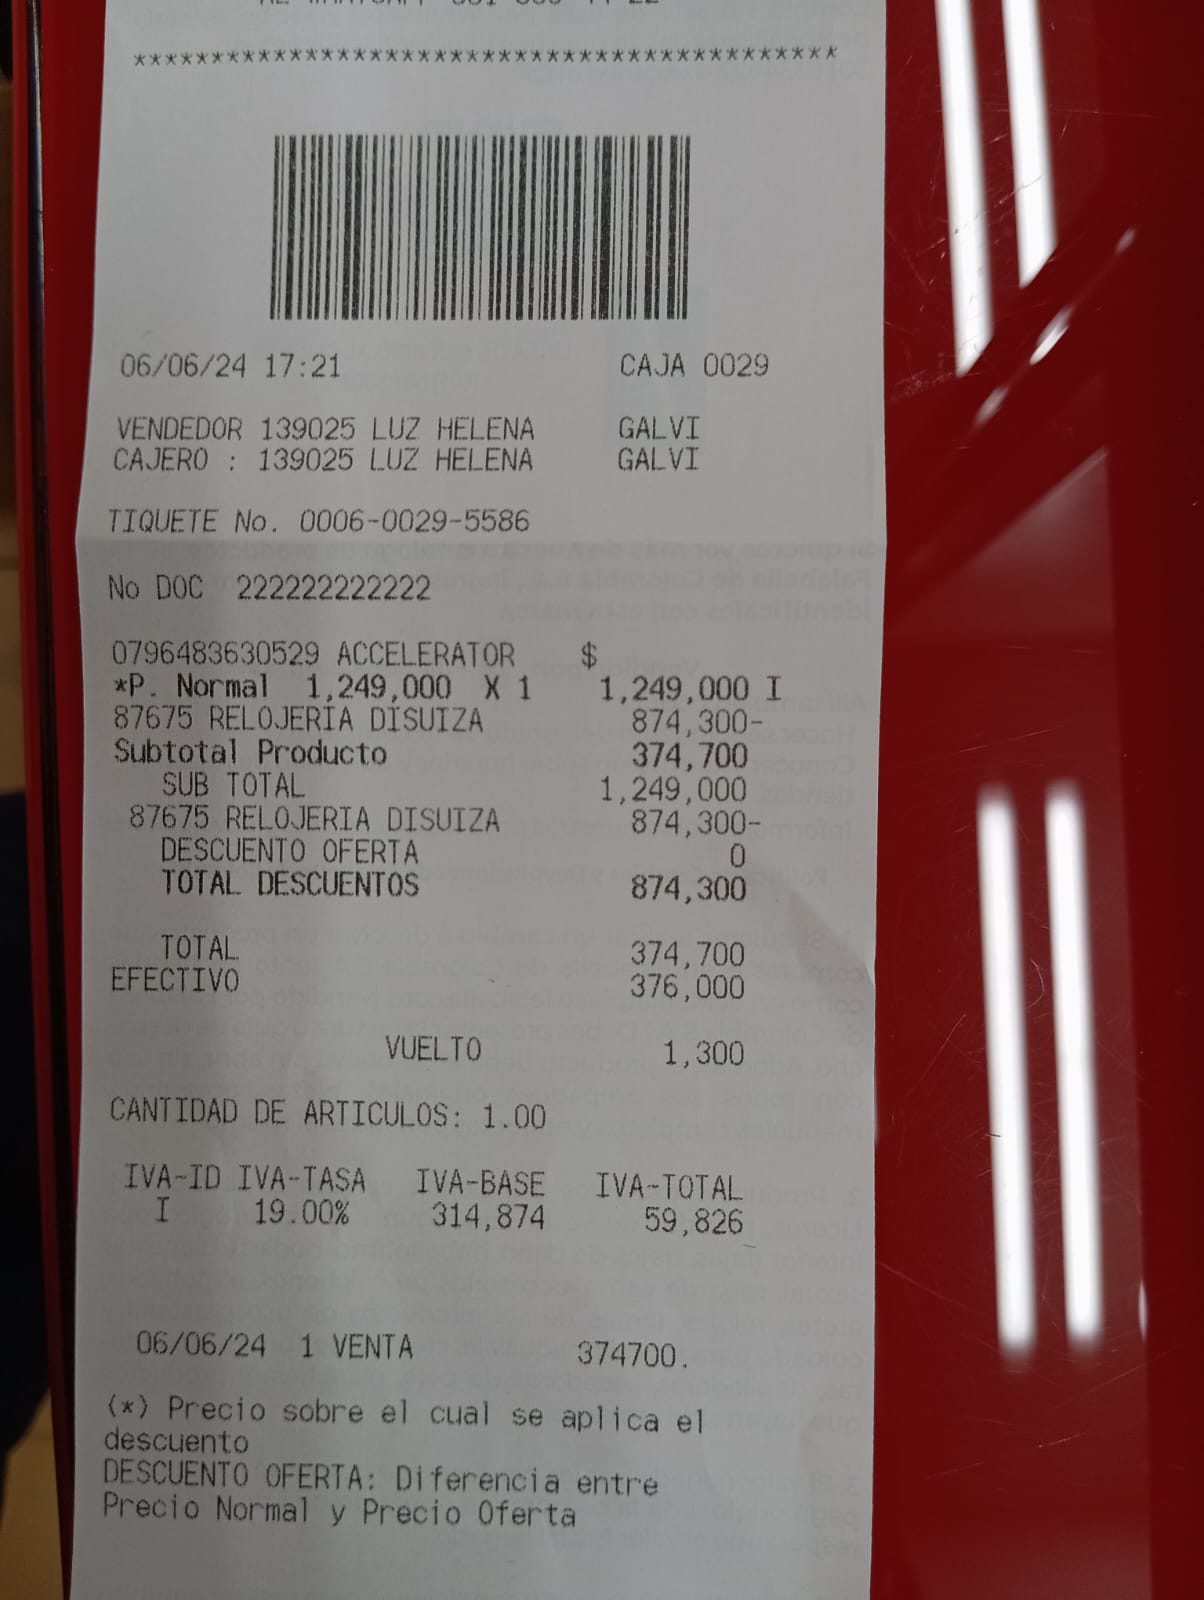 ********************************************
06/06/24 17:21 CAJA 0029
VENDEDOR 139025 LUZ HELENA GALVI
CAJERO : 139025 LUZ HELENA GALVI
TIQUETE No. 0006-0029-5586
No DOC 222222222222
0796483630529 ACCELERATOR $
*P. Normal 1,249,000 X 1 1,249,000 I
87675 RELOJERIA DISUIZA 874,300-
Subtotal Producto 374,700
SUB TOTAL 1,249,000
87675 RELOJERIA DISUIZA 874,300-
DESCUENTO OFERTA 0
TOTAL DESCUENTOS 874,300
TOTAL 374,700
EFECTIVO 376,000
VUELTO 1,300
CANTIDAD DE ARTICULOS: 1.00
IVA-ID IVA-TASA IVA-BASE IVA-TOTAL
I 19.00% 314,874 59,826
06/06/24 1 VENTA 374700.
(*) Precio sobre el cual se aplica el
descuento
DESCUENTO OFERTA: Diferencia entre
Precio Normal y Precio Oferta